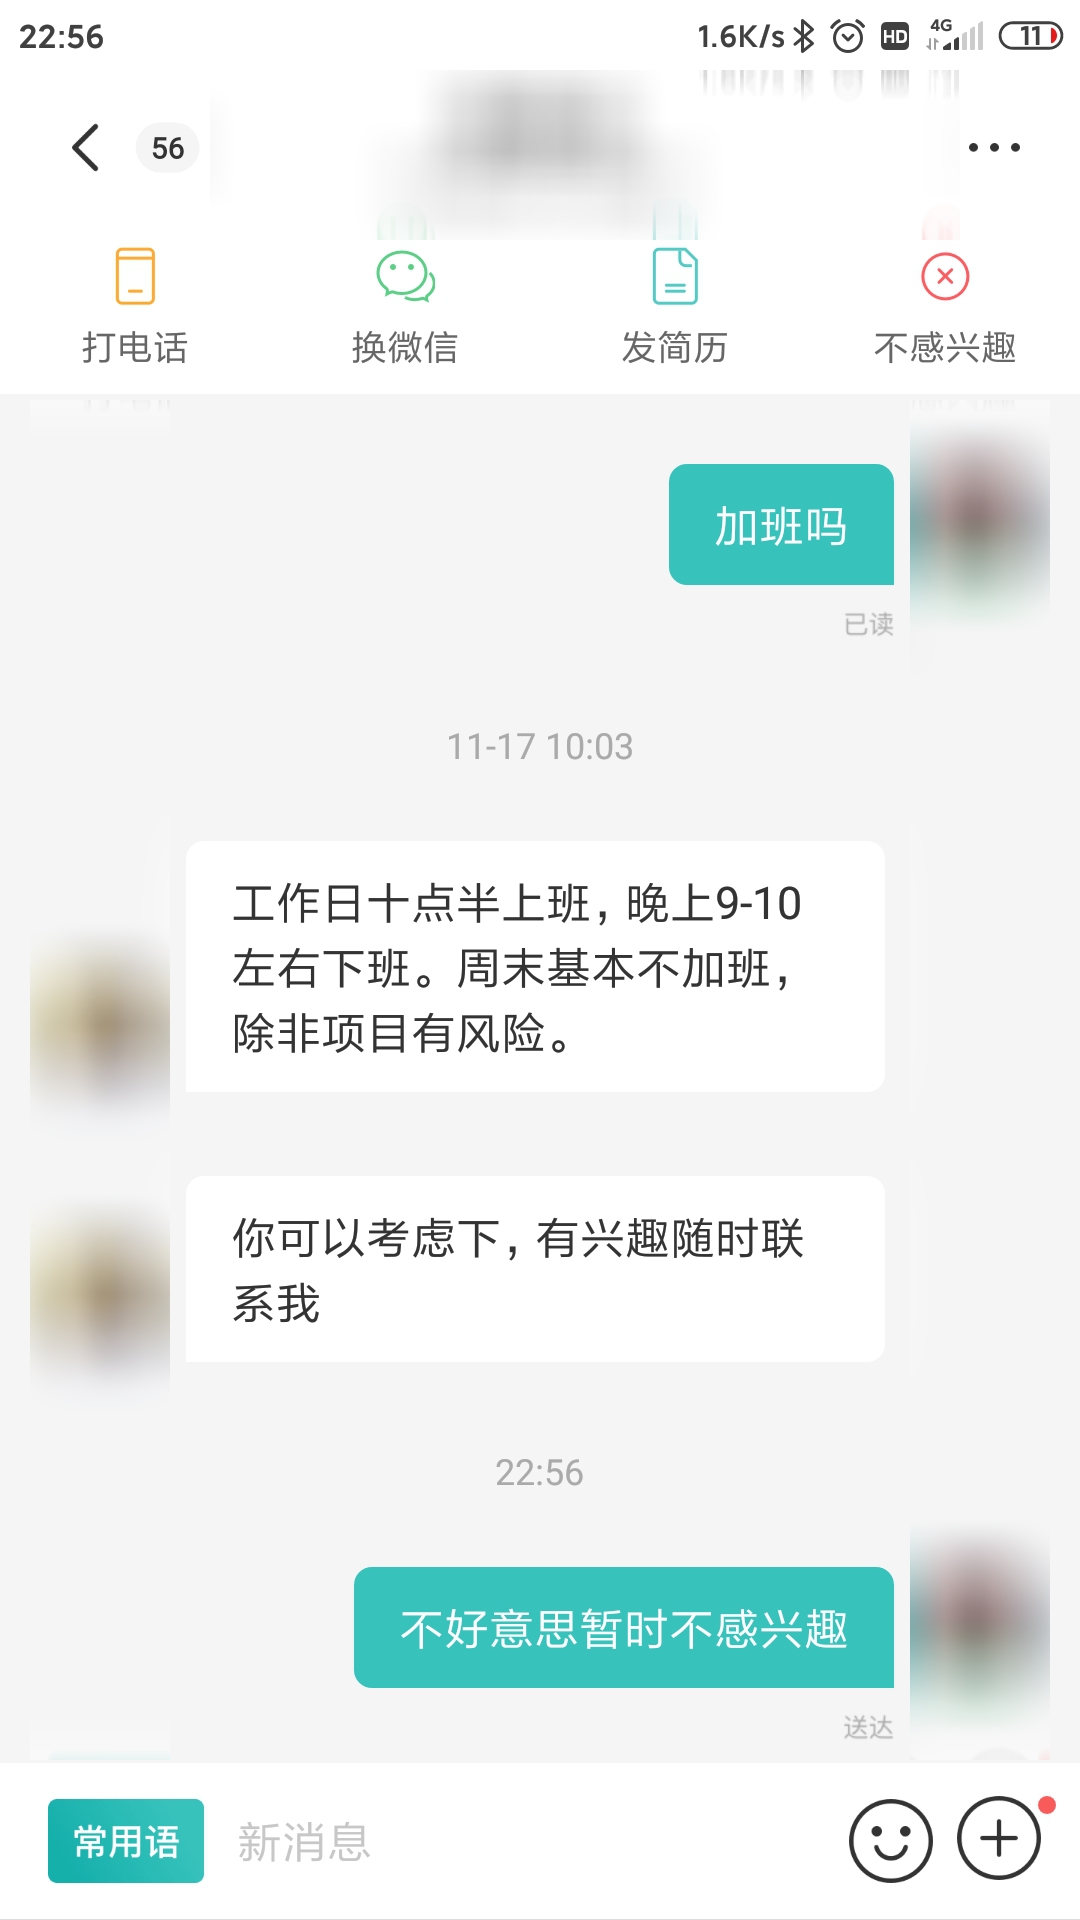 22:56
1.6K/s HD 4G 11
56
打电话 换微信 发简历 不感兴趣
加班吗
已读
11-17 10:03
工作日十点半上班，晚上9-10
左右下班。周末基本不加班，
除非项目有风险。
你可以考虑下，有兴趣随时联
系我
22:56
不好意思暂时不感兴趣
送达
常用语 新消息